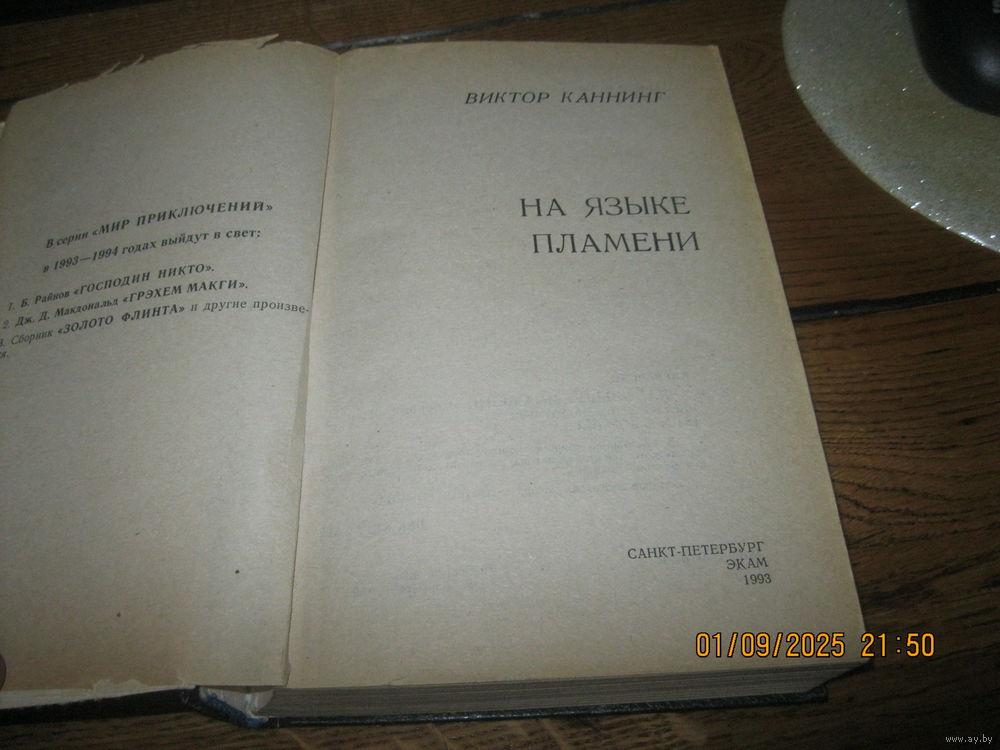 В серии «МИР ПРИКЛЮЧЕНИЙ»
в 1993—1994 годах выйдут в свет:
1. Б. Райнов «ГОСПОДИН НИКТО».
2. Дж. Д. Макдональд «ГРЭХЕМ МАКГИ».
3. Сборник «ЗОЛОТО ФЛИНТА» и другие произве-
ВИКТОР КАННИНГ
НА ЯЗЫКЕ
ПЛАМЕНИ
САНКТ-ПЕТЕРБУРГ
ЭКАМ
1993
01/09/2025 21:50
www.ay.by